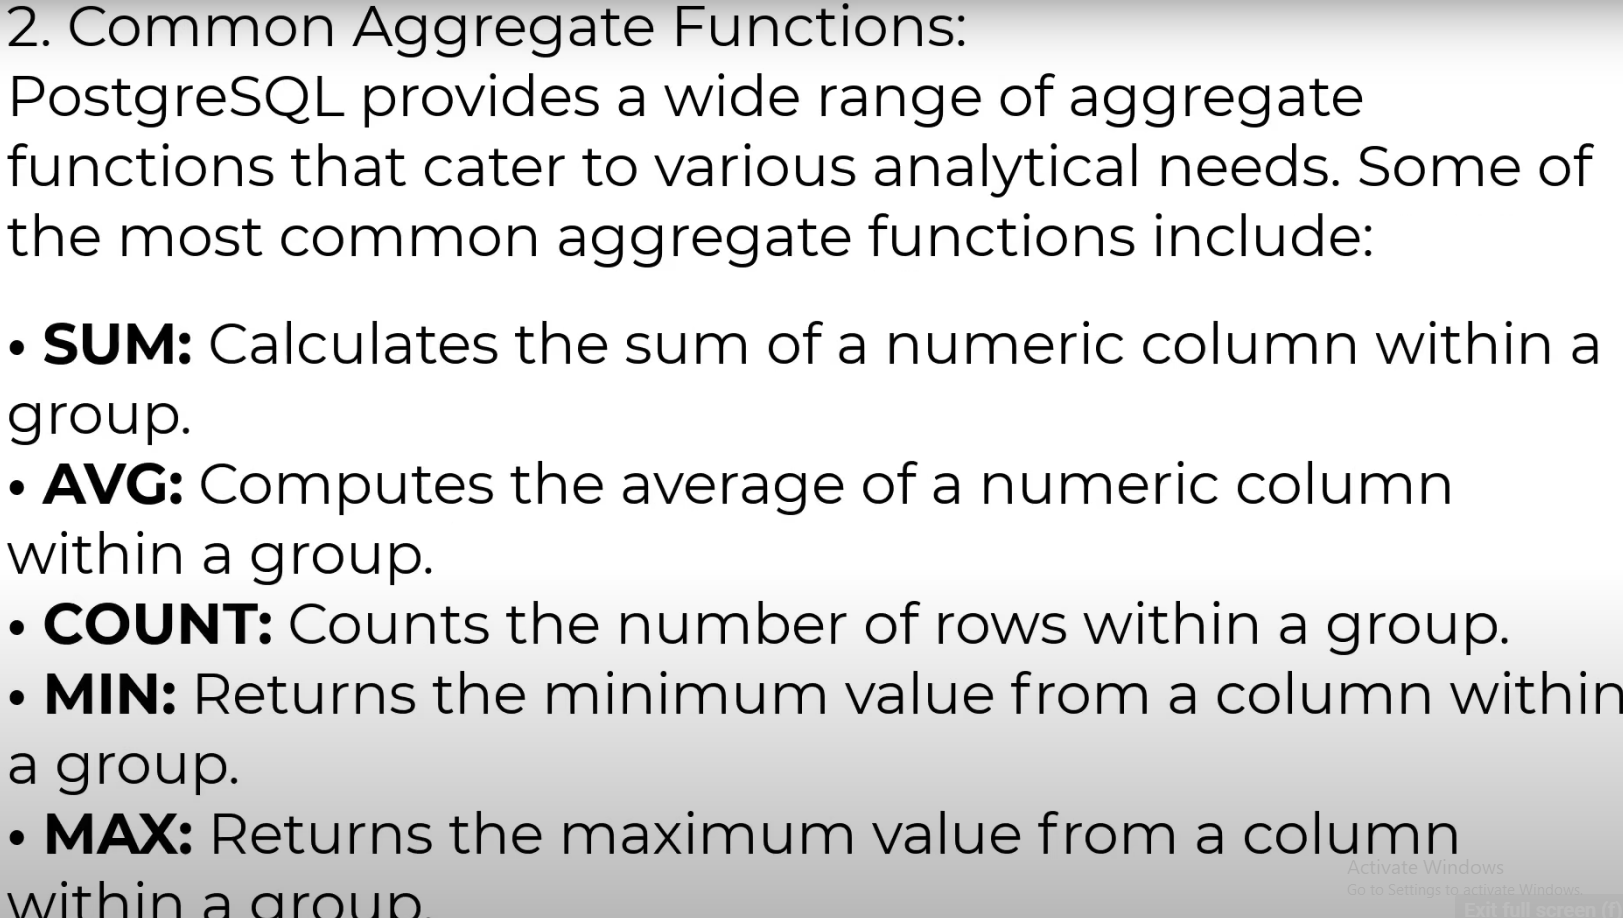 2. Common Aggregate Functions:
PostgreSQL provides a wide range of aggregate
functions that cater to various analytical needs. Some of
the most common aggregate functions include:
• SUM: Calculates the sum of a numeric column within a
group.
• AVG: Computes the average of a numeric column
within a group.
• COUNT: Counts the number of rows within a group.
• MIN: Returns the minimum value from a column within
a group.
• MAX: Returns the maximum value from a column
within a group.
Activate Windows
Go to Settings to activate Windows.
Exit full screen (f